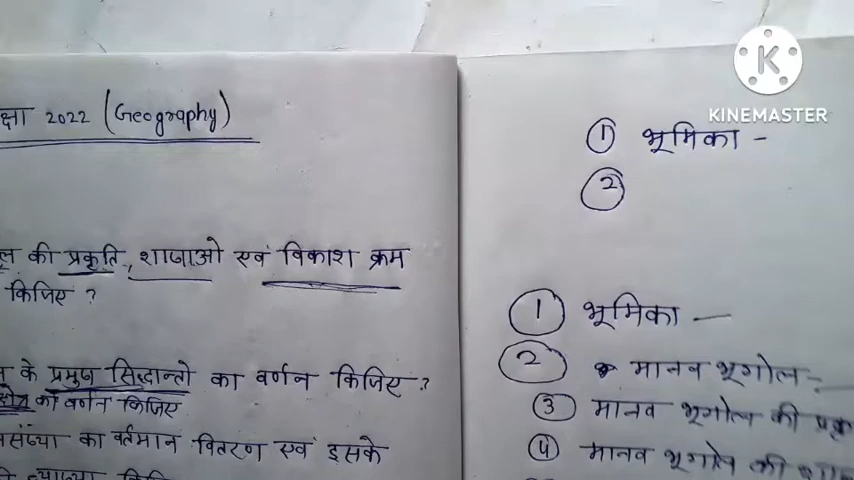 KINEMASTER
क्षा 2022 (Geography)
की प्रकृति, शाखाओ एवं विकाश क्रम
किजिए ?
के प्रमुख सिद्धान्तो का वर्णन किजिए ?
का वर्णन किजिए
संख्या का वर्तमान वितरण एवं इसके
① भूमिका -
②
① भूमिका —
② मानव भूगोल -
③ मानव भूगोल की
④ मानव भूगोल की